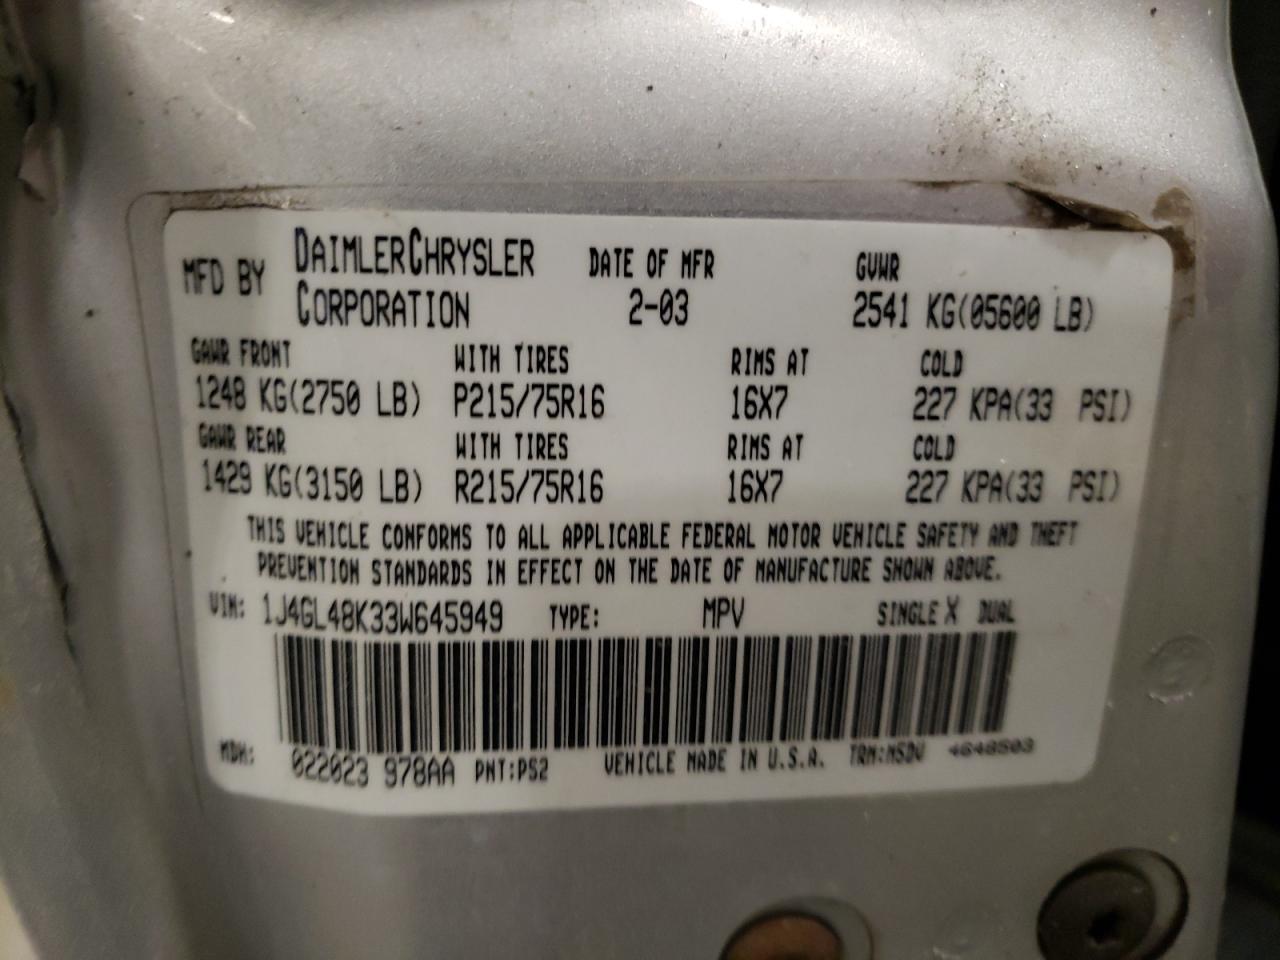 MFD BY DAIMLERCHRYSLER CORPORATION DATE OF MFR 2-03 GVWR 2541 KG(05600 LB)
GAWR FRONT WITH TIRES RIMS AT COLD
1248 KG(2750 LB) P215/75R16 16X7 227 KPA(33 PSI)
GAWR REAR WITH TIRES RIMS AT COLD
1429 KG(3150 LB) R215/75R16 16X7 227 KPA(33 PSI)
THIS VEHICLE CONFORMS TO ALL APPLICABLE FEDERAL MOTOR VEHICLE SAFETY AND THEFT
PREVENTION STANDARDS IN EFFECT ON THE DATE OF MANUFACTURE SHOWN ABOVE.
VIN: 1J4GL48K33W645949 TYPE: MPV SINGLE X DUAL
MDH: 022023 978AA PNT:PS2 VEHICLE MADE IN U.S.A. 4648503